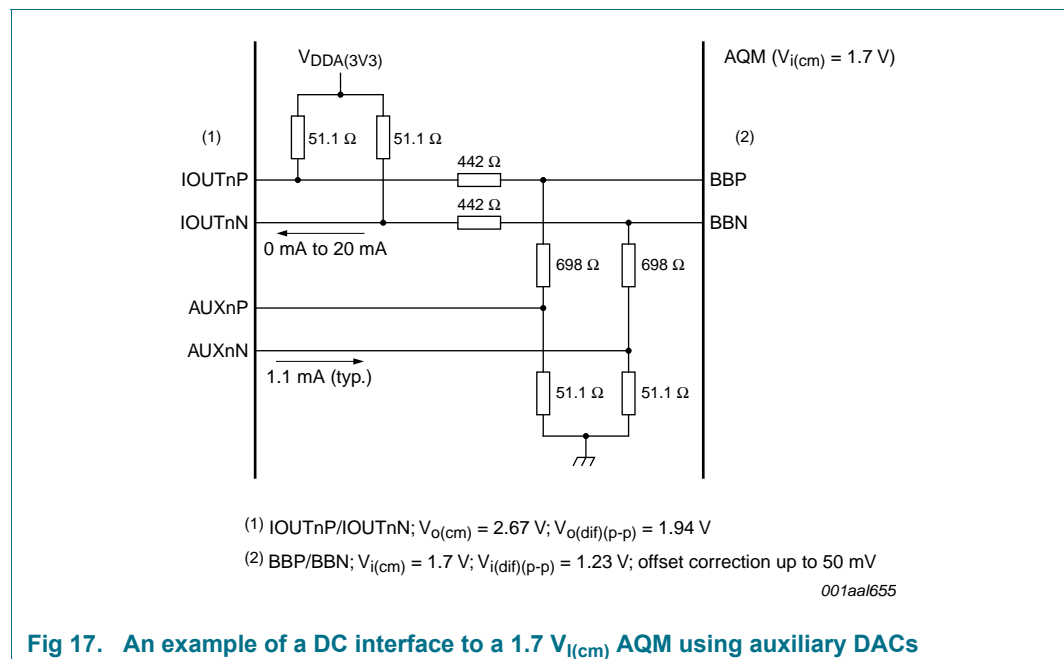 VDDA(3V3)
AQM (Vi(cm) = 1.7 V)
(1)
51.1 Ω
51.1 Ω
(2)
442 Ω
IOUTnP
BBP
442 Ω
IOUTnN
BBN
0 mA to 20 mA
698 Ω
698 Ω
AUXnP
AUXnN
1.1 mA (typ.)
51.1 Ω
51.1 Ω
(1) IOUTnP/IOUTnN; Vo(cm) = 2.67 V; Vo(dif)(p-p) = 1.94 V
(2) BBP/BBN; Vi(cm) = 1.7 V; Vi(dif)(p-p) = 1.23 V; offset correction up to 50 mV
001aal655
Fig 17. An example of a DC interface to a 1.7 VI(cm) AQM using auxiliary DACs